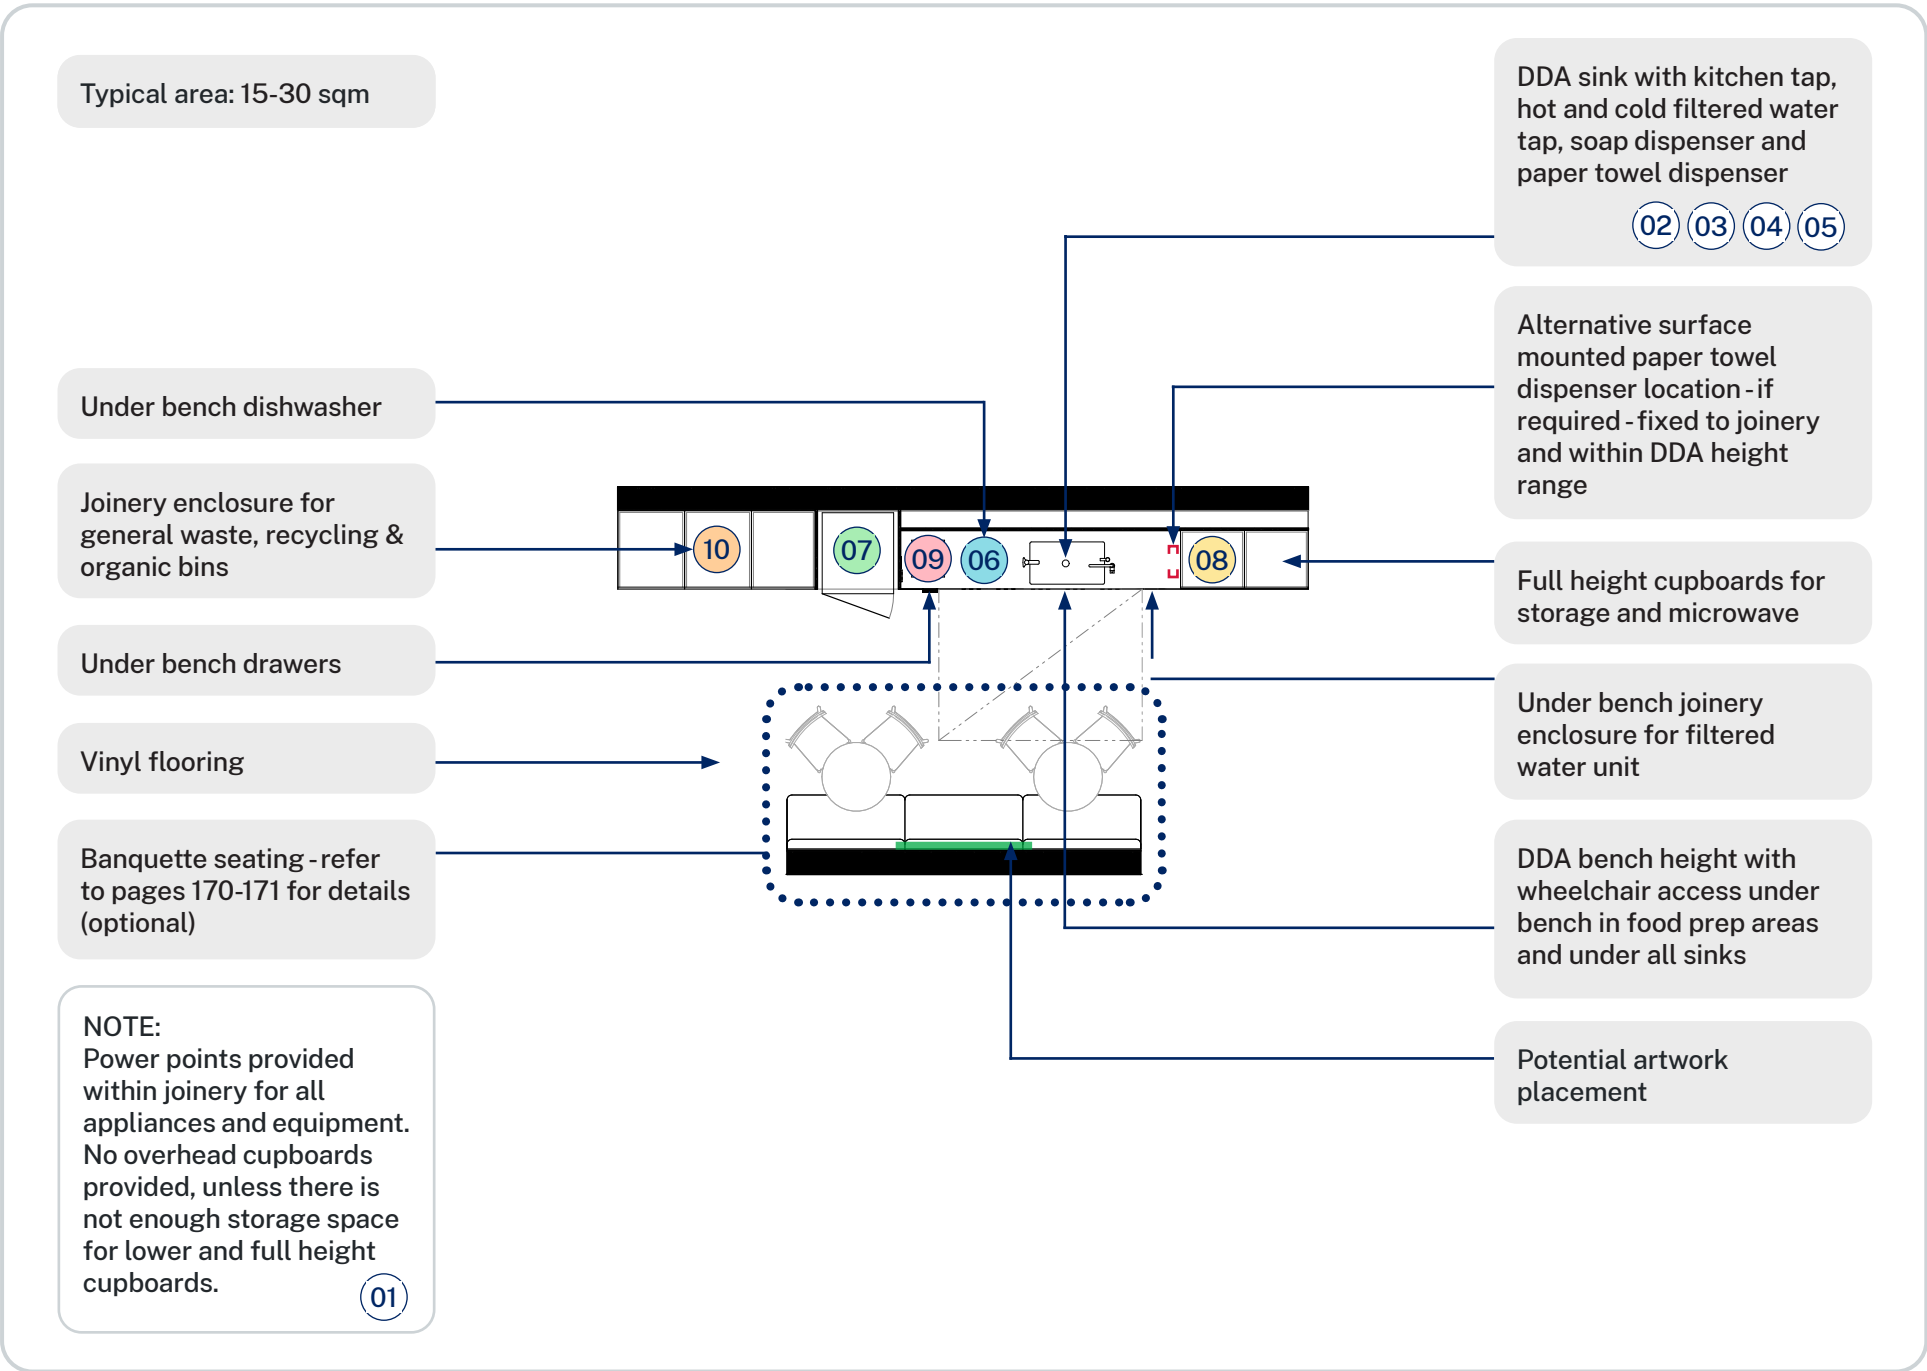 Typical area: 15-30 sqm
Under bench dishwasher
Joinery enclosure for
general waste, recycling &
organic bins
Under bench drawers
Vinyl flooring
Banquette seating - refer
to pages 170-171 for details
(optional)
NOTE:
Power points provided
within joinery for all
appliances and equipment.
No overhead cupboards
provided, unless there is
not enough storage space
for lower and full height
cupboards.
01
10
07
09
06
08
DDA sink with kitchen tap,
hot and cold filtered water
tap, soap dispenser and
paper towel dispenser
02 03 04 05
Alternative surface
mounted paper towel
dispenser location - if
required - fixed to joinery
and within DDA height
range
Full height cupboards for
storage and microwave
Under bench joinery
enclosure for filtered
water unit
DDA bench height with
wheelchair access under
bench in food prep areas
and under all sinks
Potential artwork
placement